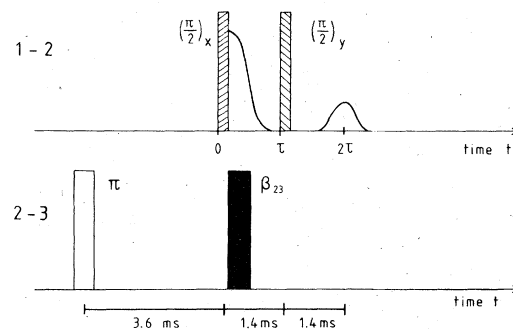 (π/2)x (π/2)y
1 - 2
0 τ 2τ
time t
π β23
2 - 3
time t
3.6 ms 1.4ms 1.4ms